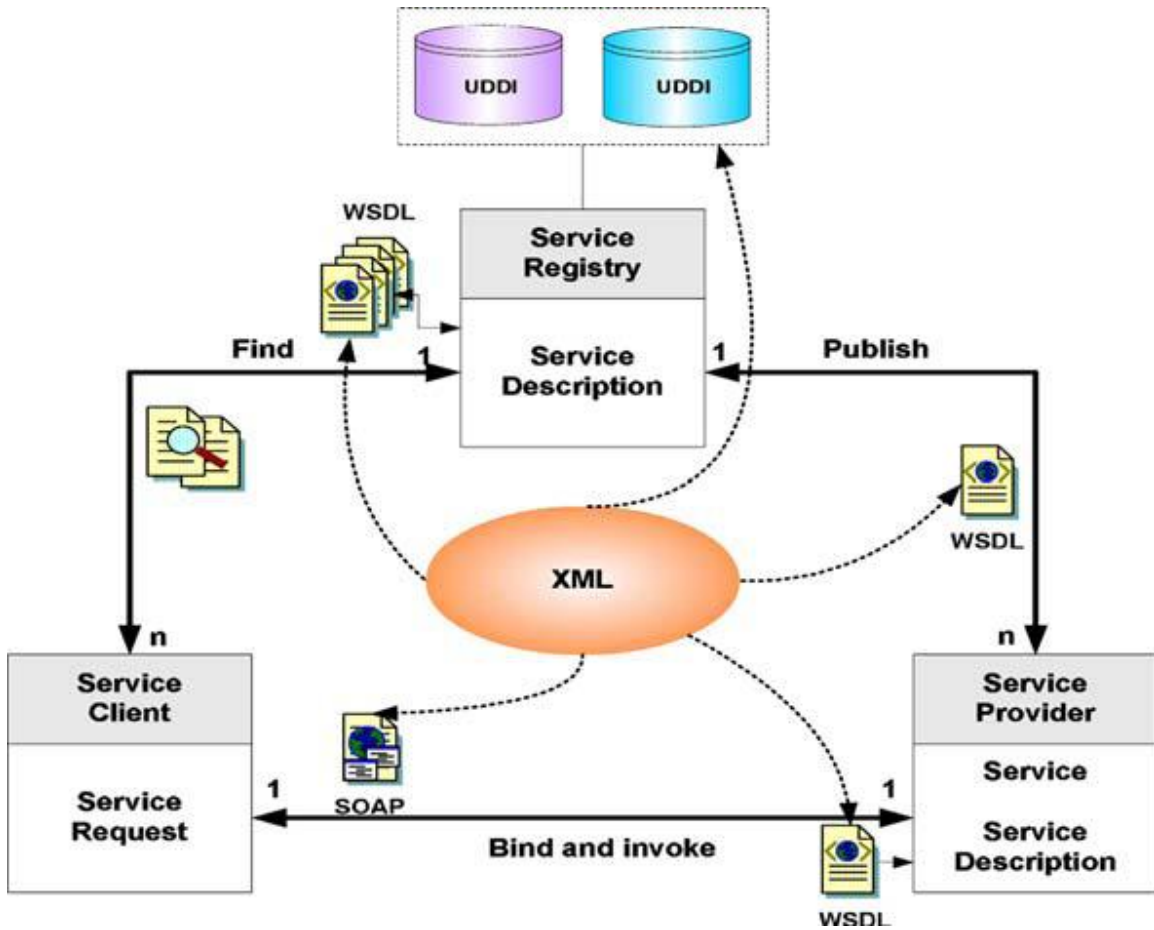 UDDI
UDDI
WSDL
Service
Registry
Find
1
Service
Description
1
Publish
WSDL
XML
n
n
Service
Client
Service
Provider
Service
Request
1
SOAP
Bind and invoke
1
Service
Service
Description
WSDL